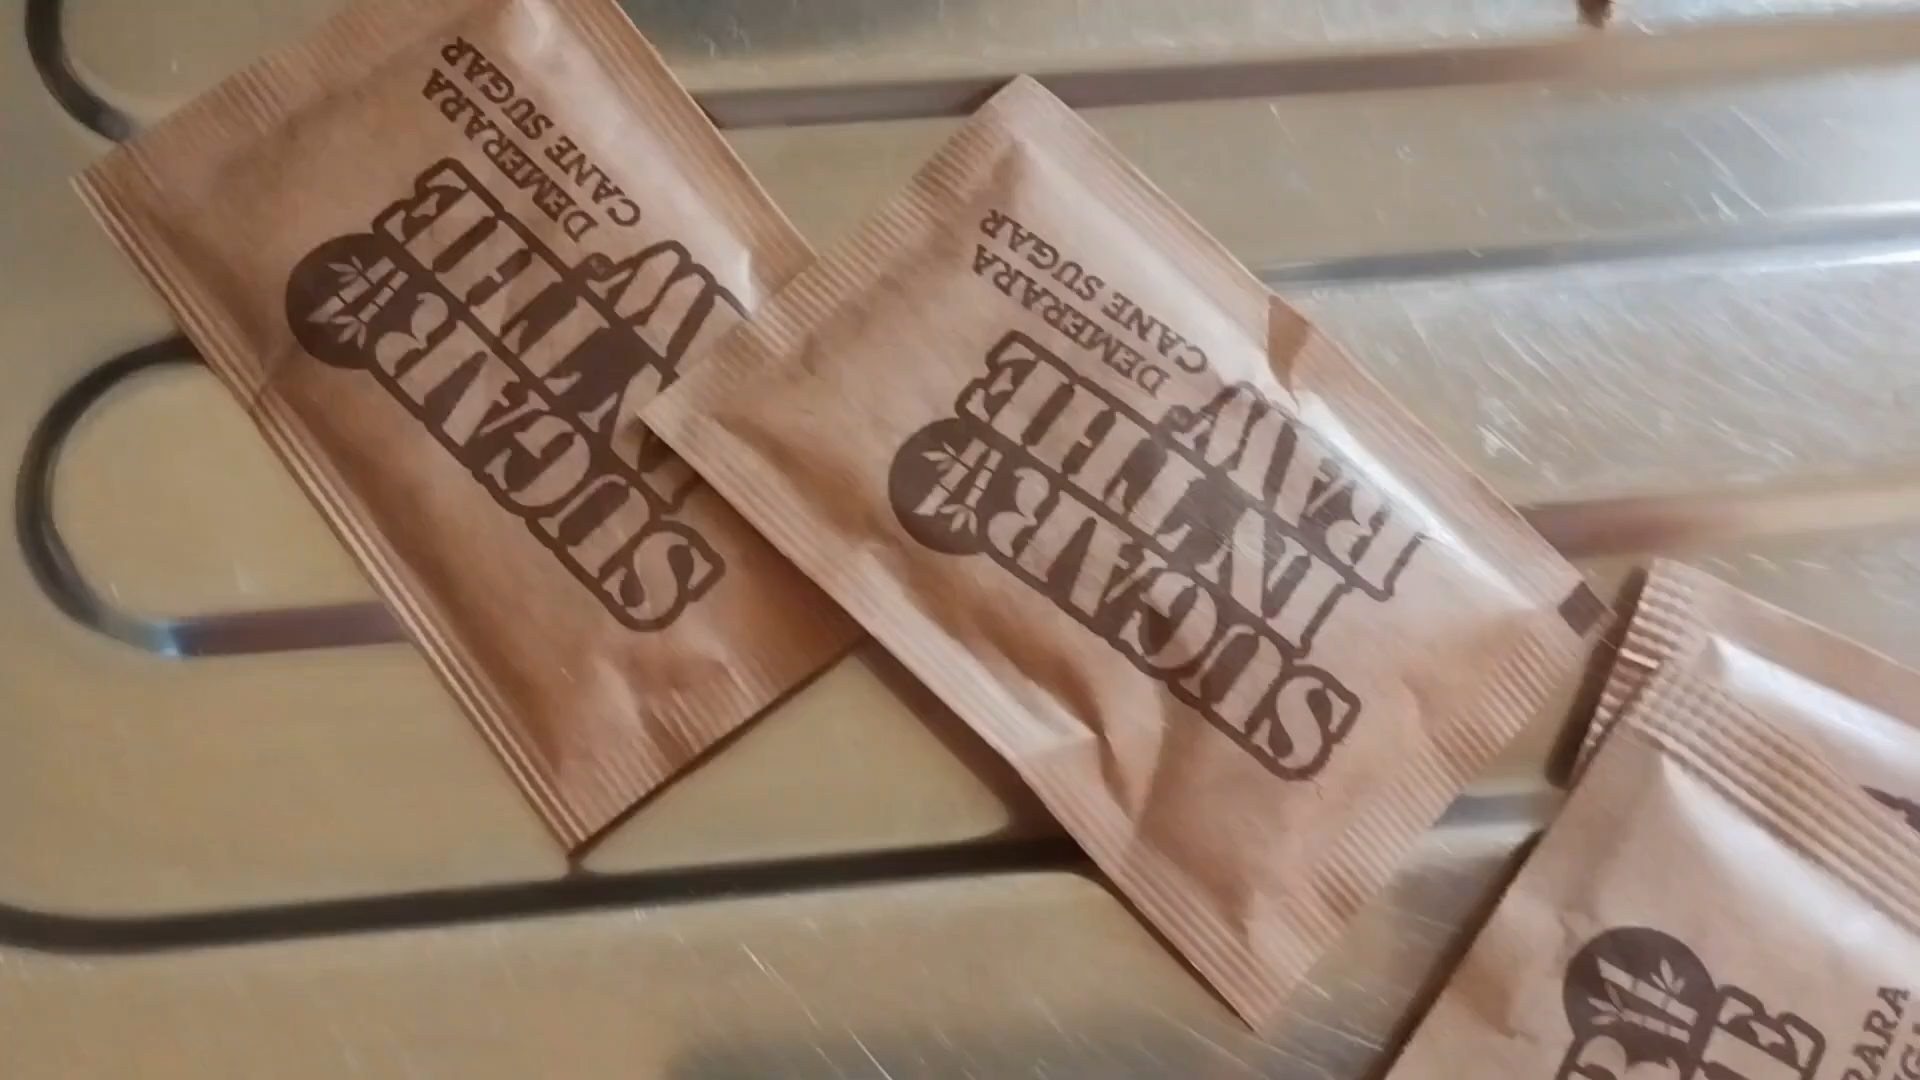 SUGAR
IN THE
RAW
DEMERARA
CANE SUGAR
SUGAR
IN THE
RAW
DEMERARA
CANE SUGAR